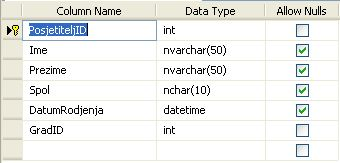 Column Name Data Type Allow Nulls
PosjetiteljID int
Ime nvarchar(50)
Prezime nvarchar(50)
Spol nchar(10)
DatumRodjenja datetime
GradID int